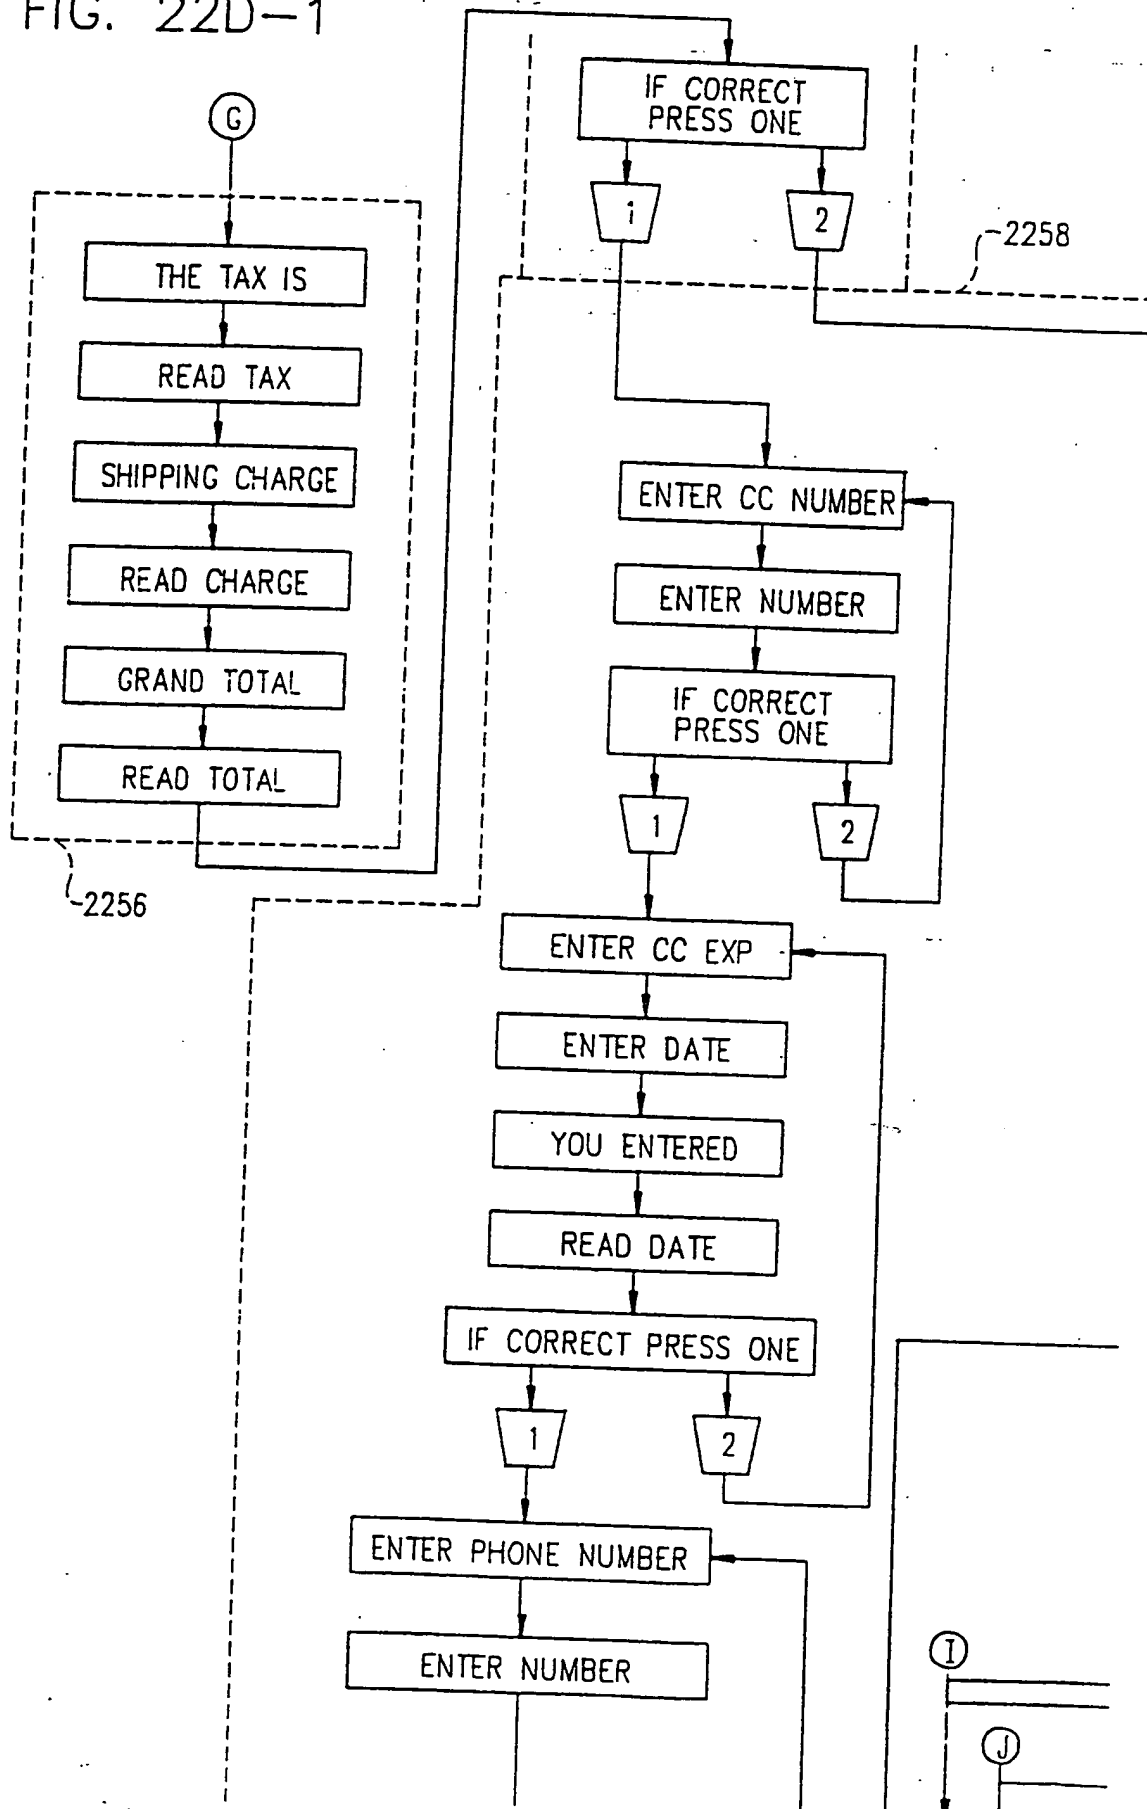 FIG. 22D-1
G
THE TAX IS
READ TAX
SHIPPING CHARGE
READ CHARGE
GRAND TOTAL
READ TOTAL
2256
IF CORRECT
PRESS ONE
1
2
2258
ENTER CC NUMBER
ENTER NUMBER
IF CORRECT
PRESS ONE
1
2
ENTER CC EXP
ENTER DATE
YOU ENTERED
READ DATE
IF CORRECT PRESS ONE
1
2
ENTER PHONE NUMBER
ENTER NUMBER
I
J